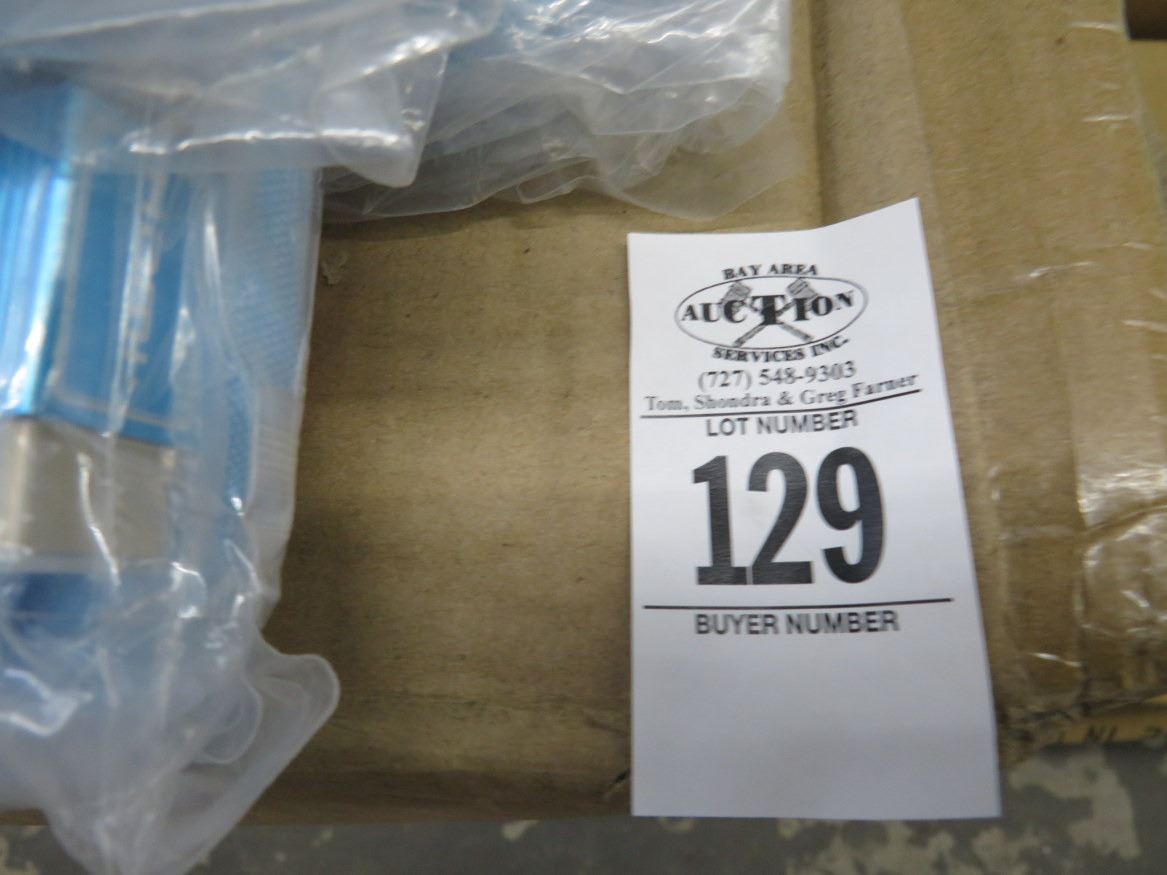 BAY AREA
AUCTION
SERVICES INC.
(727) 548-9303
Tom, Shondra & Greg Farner
LOT NUMBER
129
BUYER NUMBER